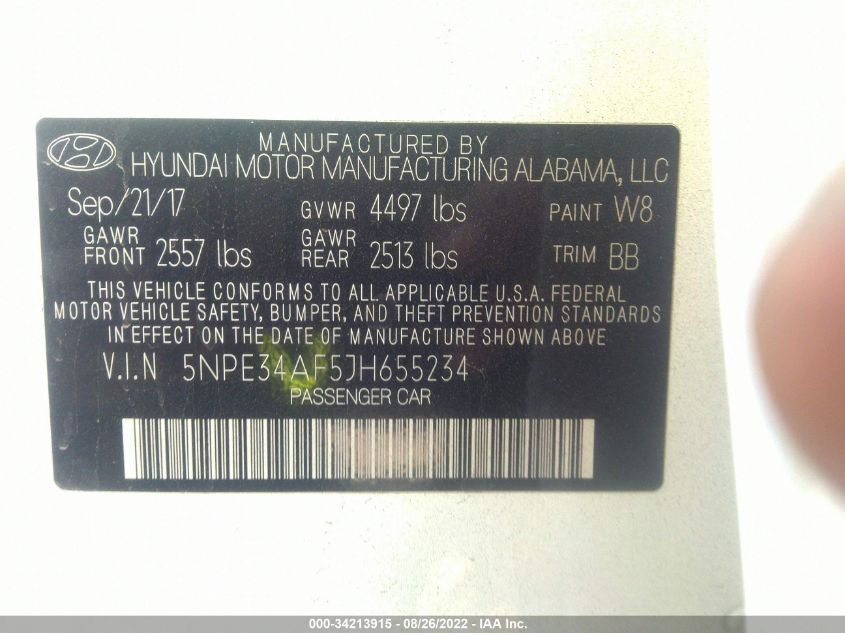 MANUFACTURED BY
HYUNDAI MOTOR MANUFACTURING ALABAMA, LLC
Sep/21/17 GVWR 4497 lbs PAINT W8
GAWR FRONT 2557 lbs GAWR REAR 2513 lbs TRIM BB
THIS VEHICLE CONFORMS TO ALL APPLICABLE U.S.A. FEDERAL
MOTOR VEHICLE SAFETY, BUMPER, AND THEFT PREVENTION STANDARDS
IN EFFECT ON THE DATE OF MANUFACTURE SHOWN ABOVE
V.I.N 5NPE34AF5JH655234
PASSENGER CAR
000-34213915 - 08/26/2022 - IAA Inc.